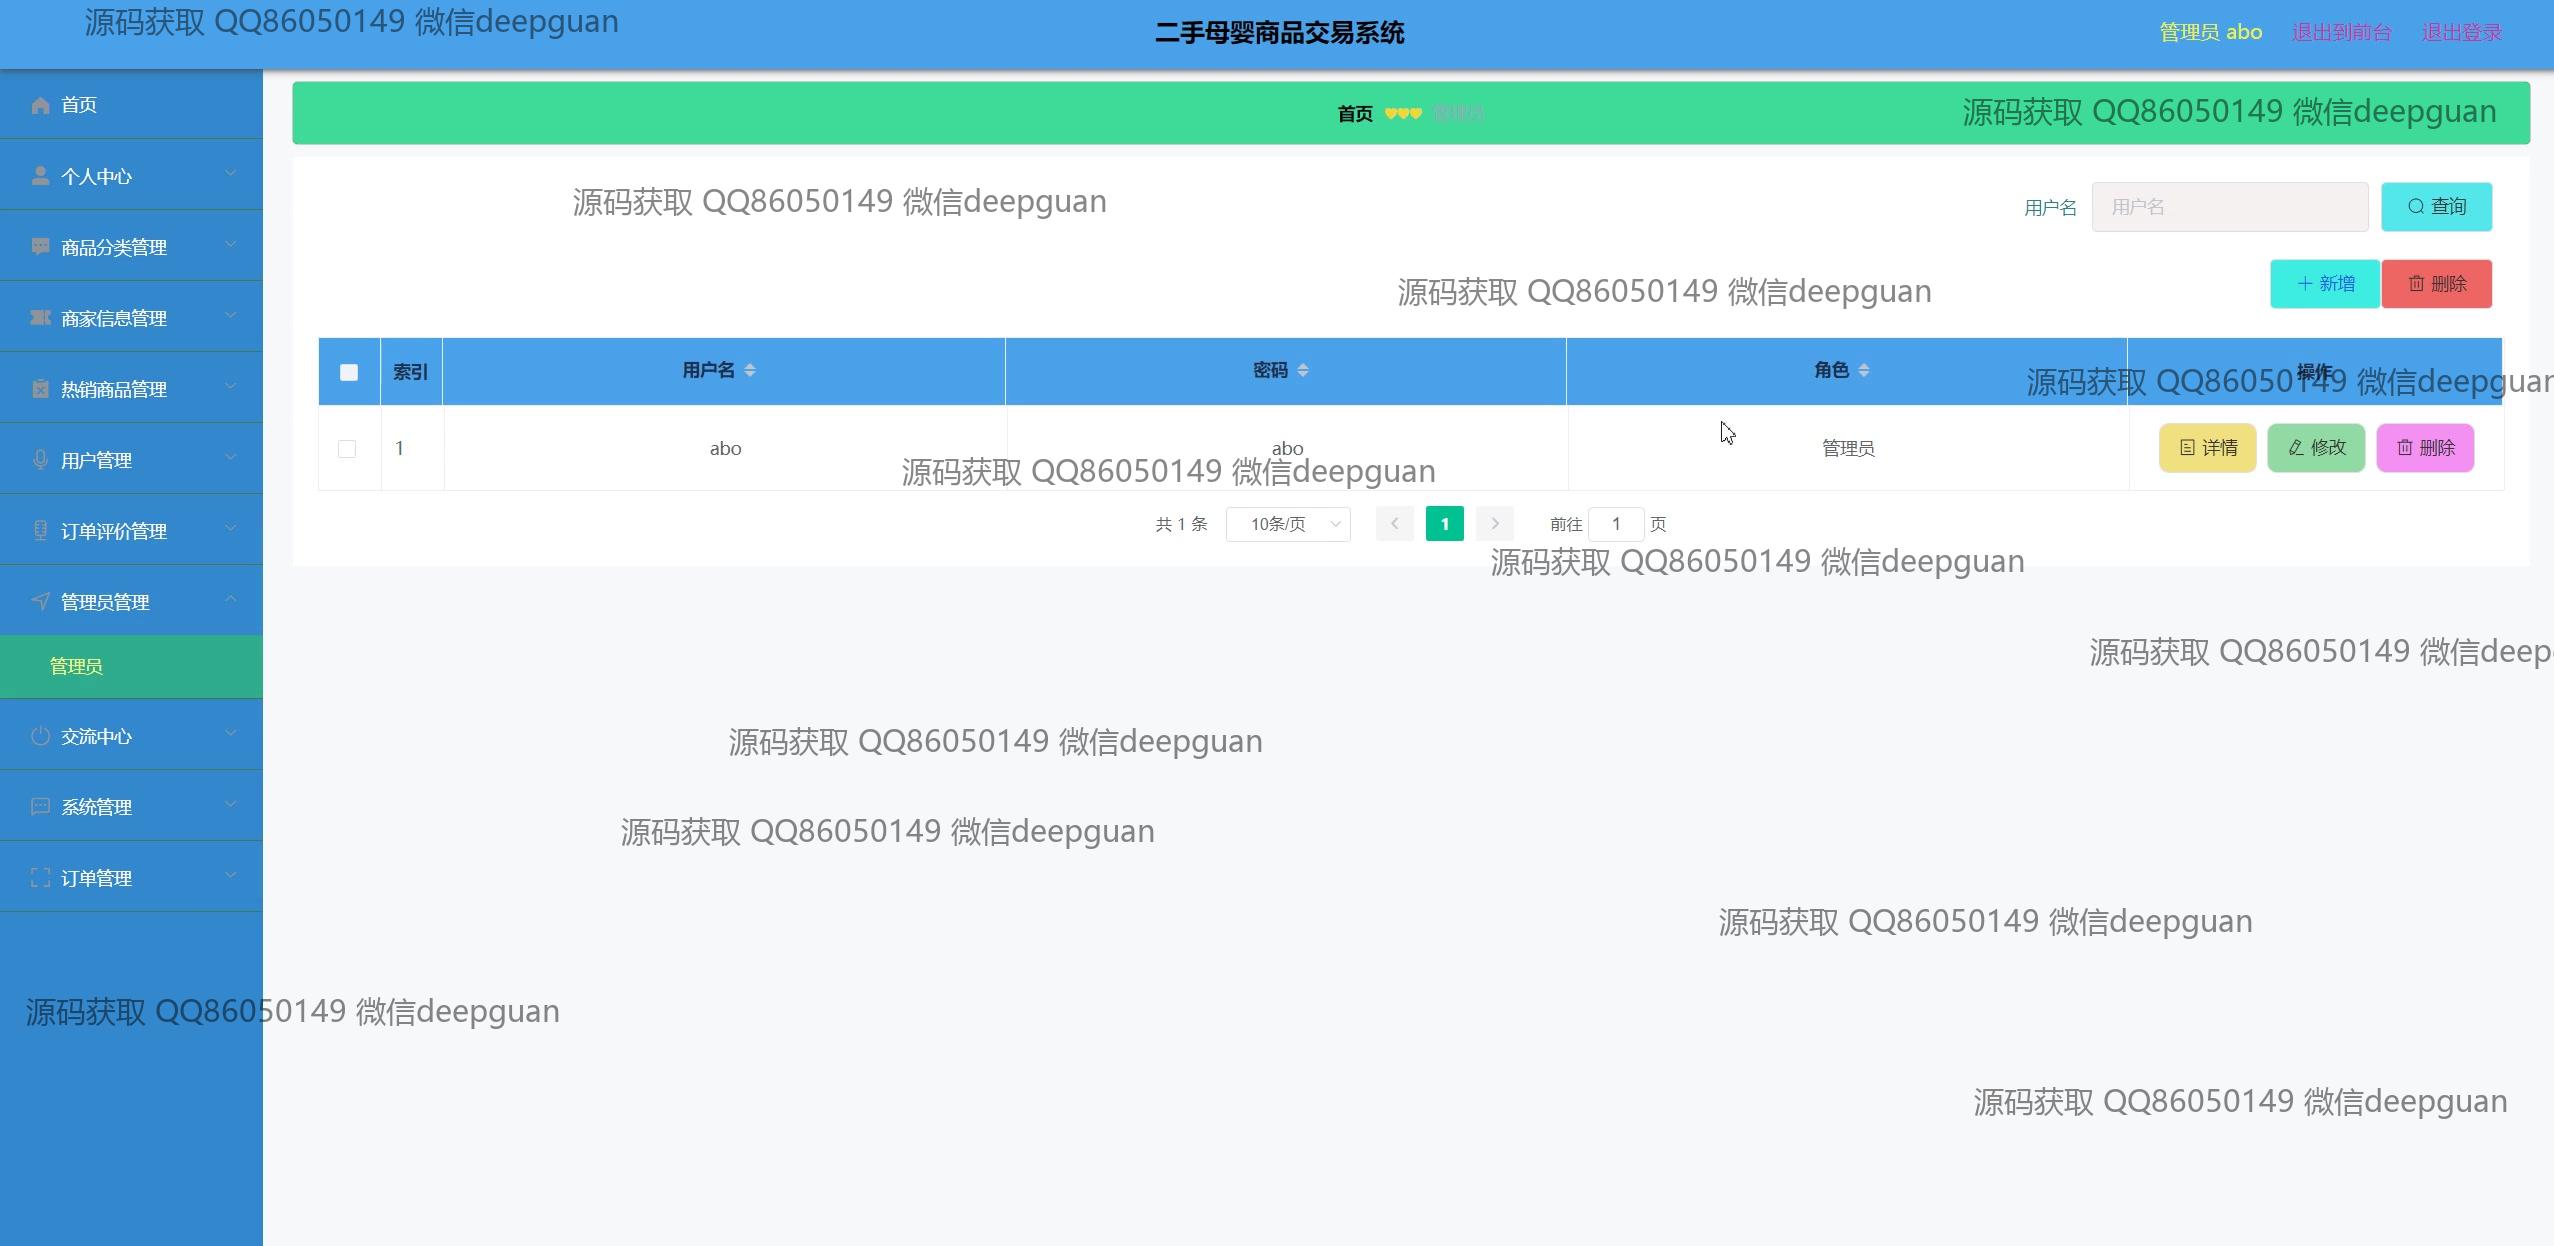 源码获取 QQ86050149 微信deepguan
二手母婴商品交易系统
管理员 abo 退出到前台 退出登录
首页
个人中心
商品分类管理
商家信息管理
热销商品管理
用户管理
订单评价管理
管理员管理
管理员
交流中心
系统管理
订单管理
首页 管理员
源码获取 QQ86050149 微信deepguan
源码获取 QQ86050149 微信deepguan
用户名 用户名 查询
源码获取 QQ86050149 微信deepguan
新增 删除
索引 用户名 密码 角色 操作
源码获取 QQ86050149 微信deepguan
1 abo abo 管理员 详情 修改 删除
源码获取 QQ86050149 微信deepguan
共 1 条 10条/页 1 前往 1 页
源码获取 QQ86050149 微信deepguan
源码获取 QQ86050149 微信deep
源码获取 QQ86050149 微信deepguan
源码获取 QQ86050149 微信deepguan
源码获取 QQ86050149 微信deepguan
源码获取 QQ86050149 微信deepguan
源码获取 QQ86050149 微信deepguan